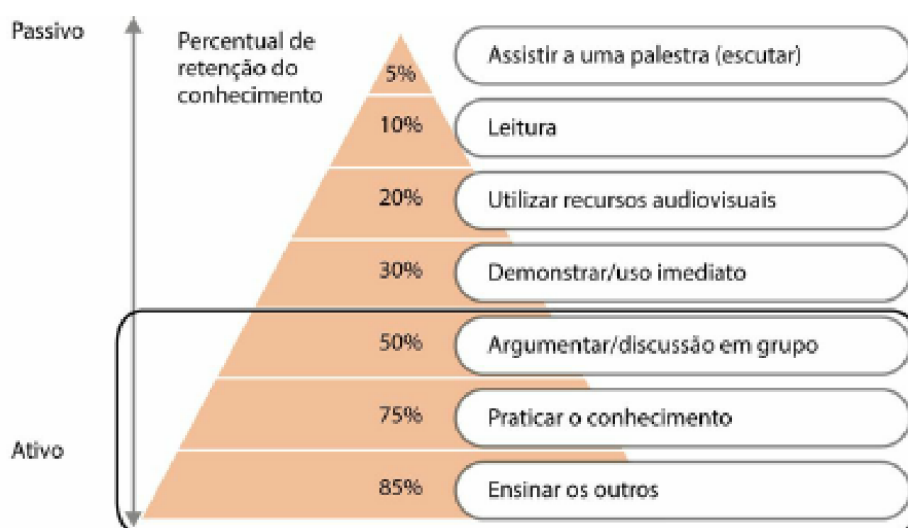 Passivo
Percentual de
retenção do
conhecimento
5%
Assistir a uma palestra (escutar)
10%
Leitura
20%
Utilizar recursos audiovisuais
30%
Demonstrar/uso imediato
50%
Argumentar/discussão em grupo
75%
Praticar o conhecimento
Ativo
85%
Ensinar os outros